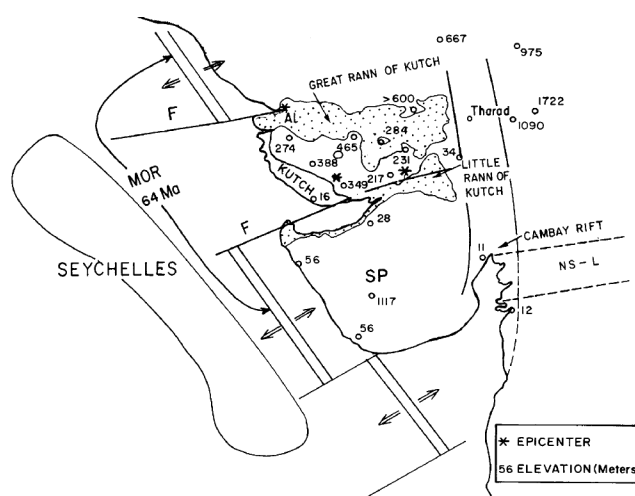 667
975
GREAT RANN OF KUTCH
>600
1722
AL
Tharad
1090
F
274
465
284
388
231
34
LITTLE
RANN OF
KUTCH
MOR
64 Ma
KUTCH
349
217
16
F
28
CAMBAY RIFT
11
SEYCHELLES
56
SP
NS-L
1117
12
56
* EPICENTER
56 ELEVATION (Meters